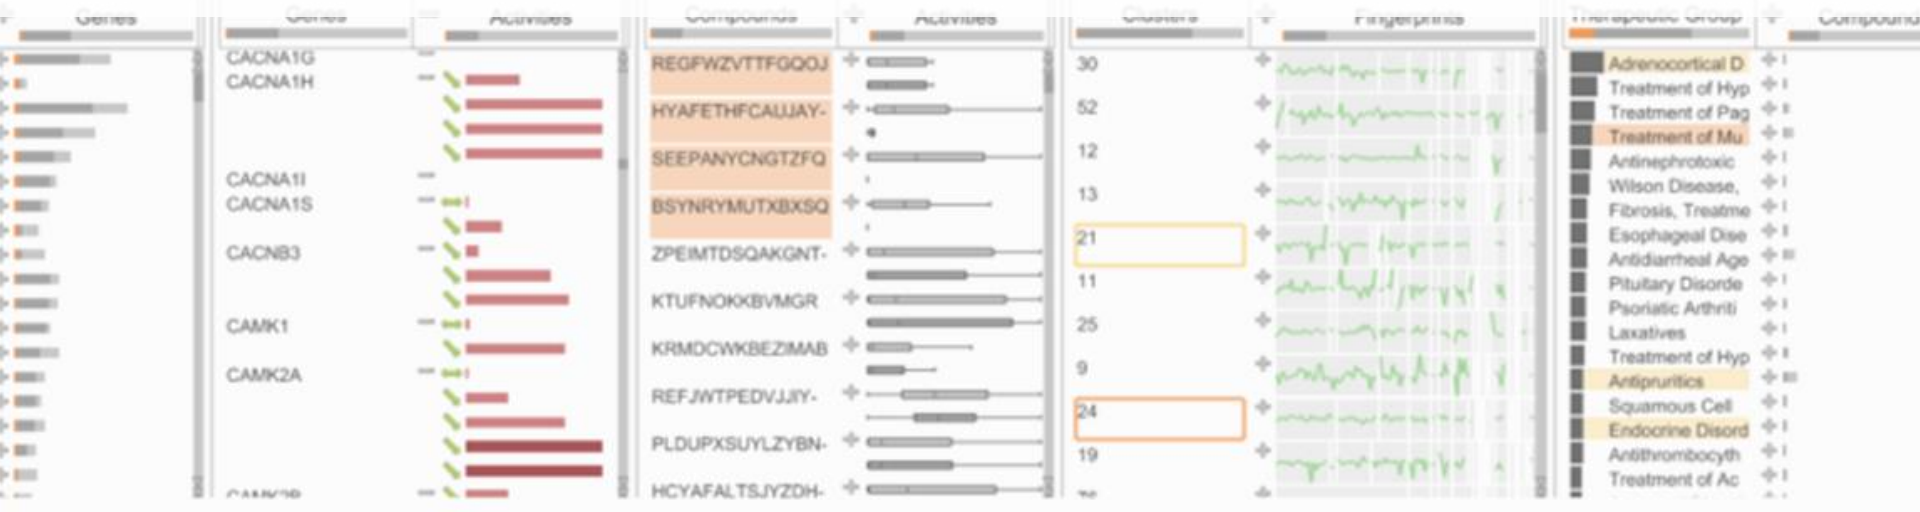 Genes
Genes
Activities
Compounds
Activities
Clusters
Fingerprints
Therapeutic Group
Compound
CACNA1G
CACNA1H
CACNA1I
CACNA1S
CACNB3
CAMK1
CAMK2A
CAMK2B
REGFWZVTTFGQOJ
HYAFETHFCAUJAY-
SEEPANYCNGTZFQ
BSYNRYMUTXBXSQ
ZPEIMTDSQAKGNT-
KTUFNOKKBVMGR
KRMDCWKBEZIMAB
REFJWTPEDVJJIY-
PLDUPXSUYLZYBN-
HCYAFALTSJYZDH-
30
52
12
13
21
11
25
9
24
19
Adrenocortical D
Treatment of Hyp
Treatment of Pag
Treatment of Mu
Antinephrotoxic
Wilson Disease,
Fibrosis, Treatme
Esophageal Dise
Antidiarrheal Age
Pituitary Disorde
Psoriatic Arthriti
Laxatives
Treatment of Hyp
Antipruritics
Squamous Cell
Endocrine Disord
Antithrombocyth
Treatment of Ac